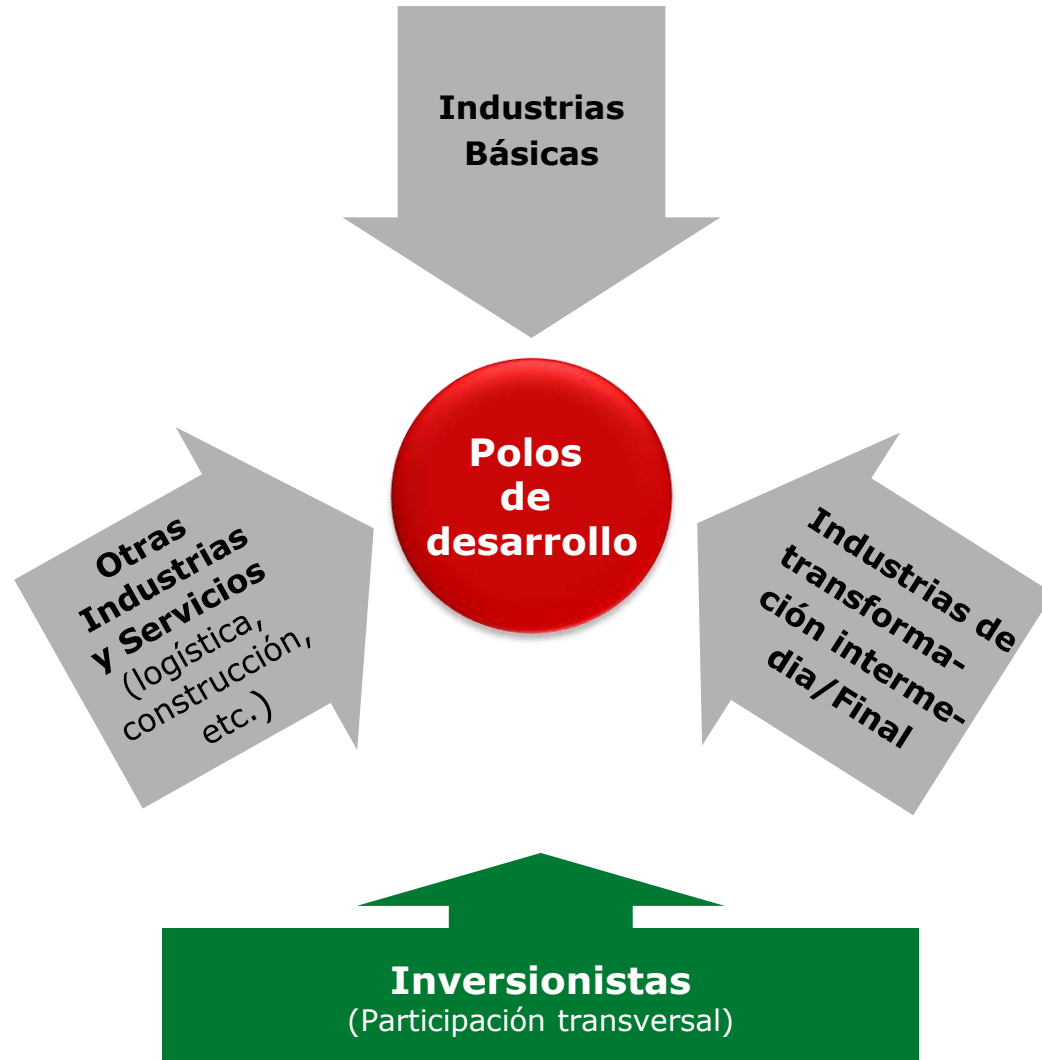 Industrias
Básicas
Polos
de
desarrollo
Otras
Industrias
y Servicios
(logística,
construcción,
etc.)
Industrias de
transforma-
ción interme-
dia/Final
Inversionistas
(Participación transversal)